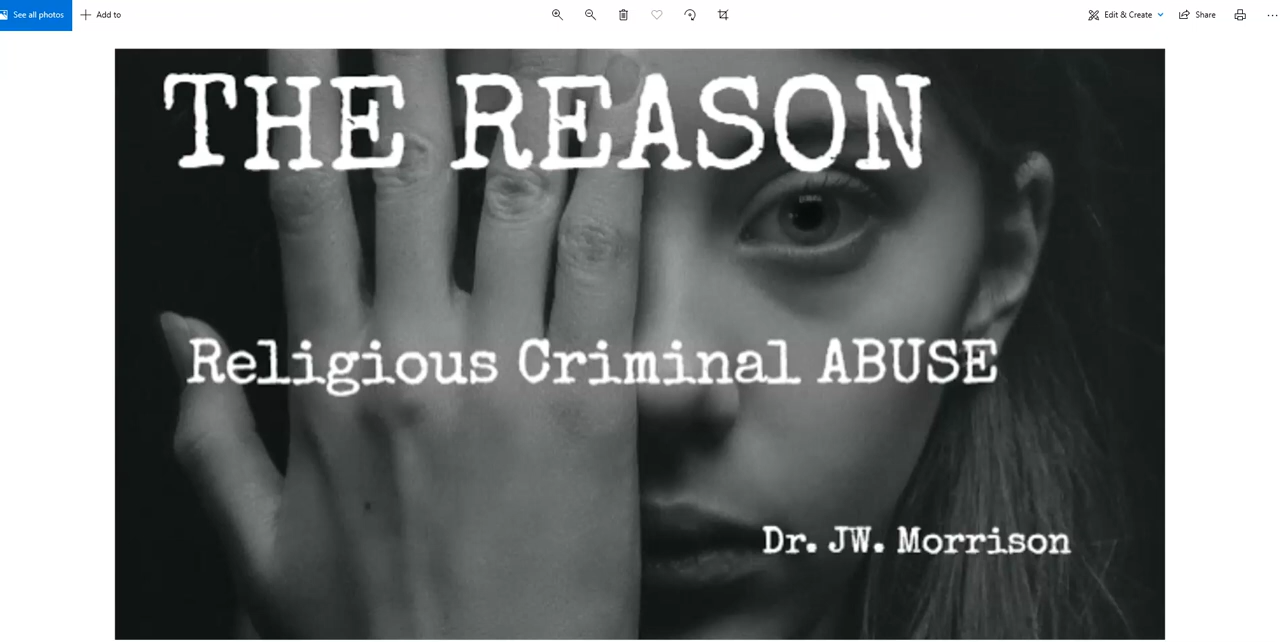 See all photos
Add to
Edit & Create
Share
THE REASON
Religious Criminal ABUSE
Dr. JW. Morrison